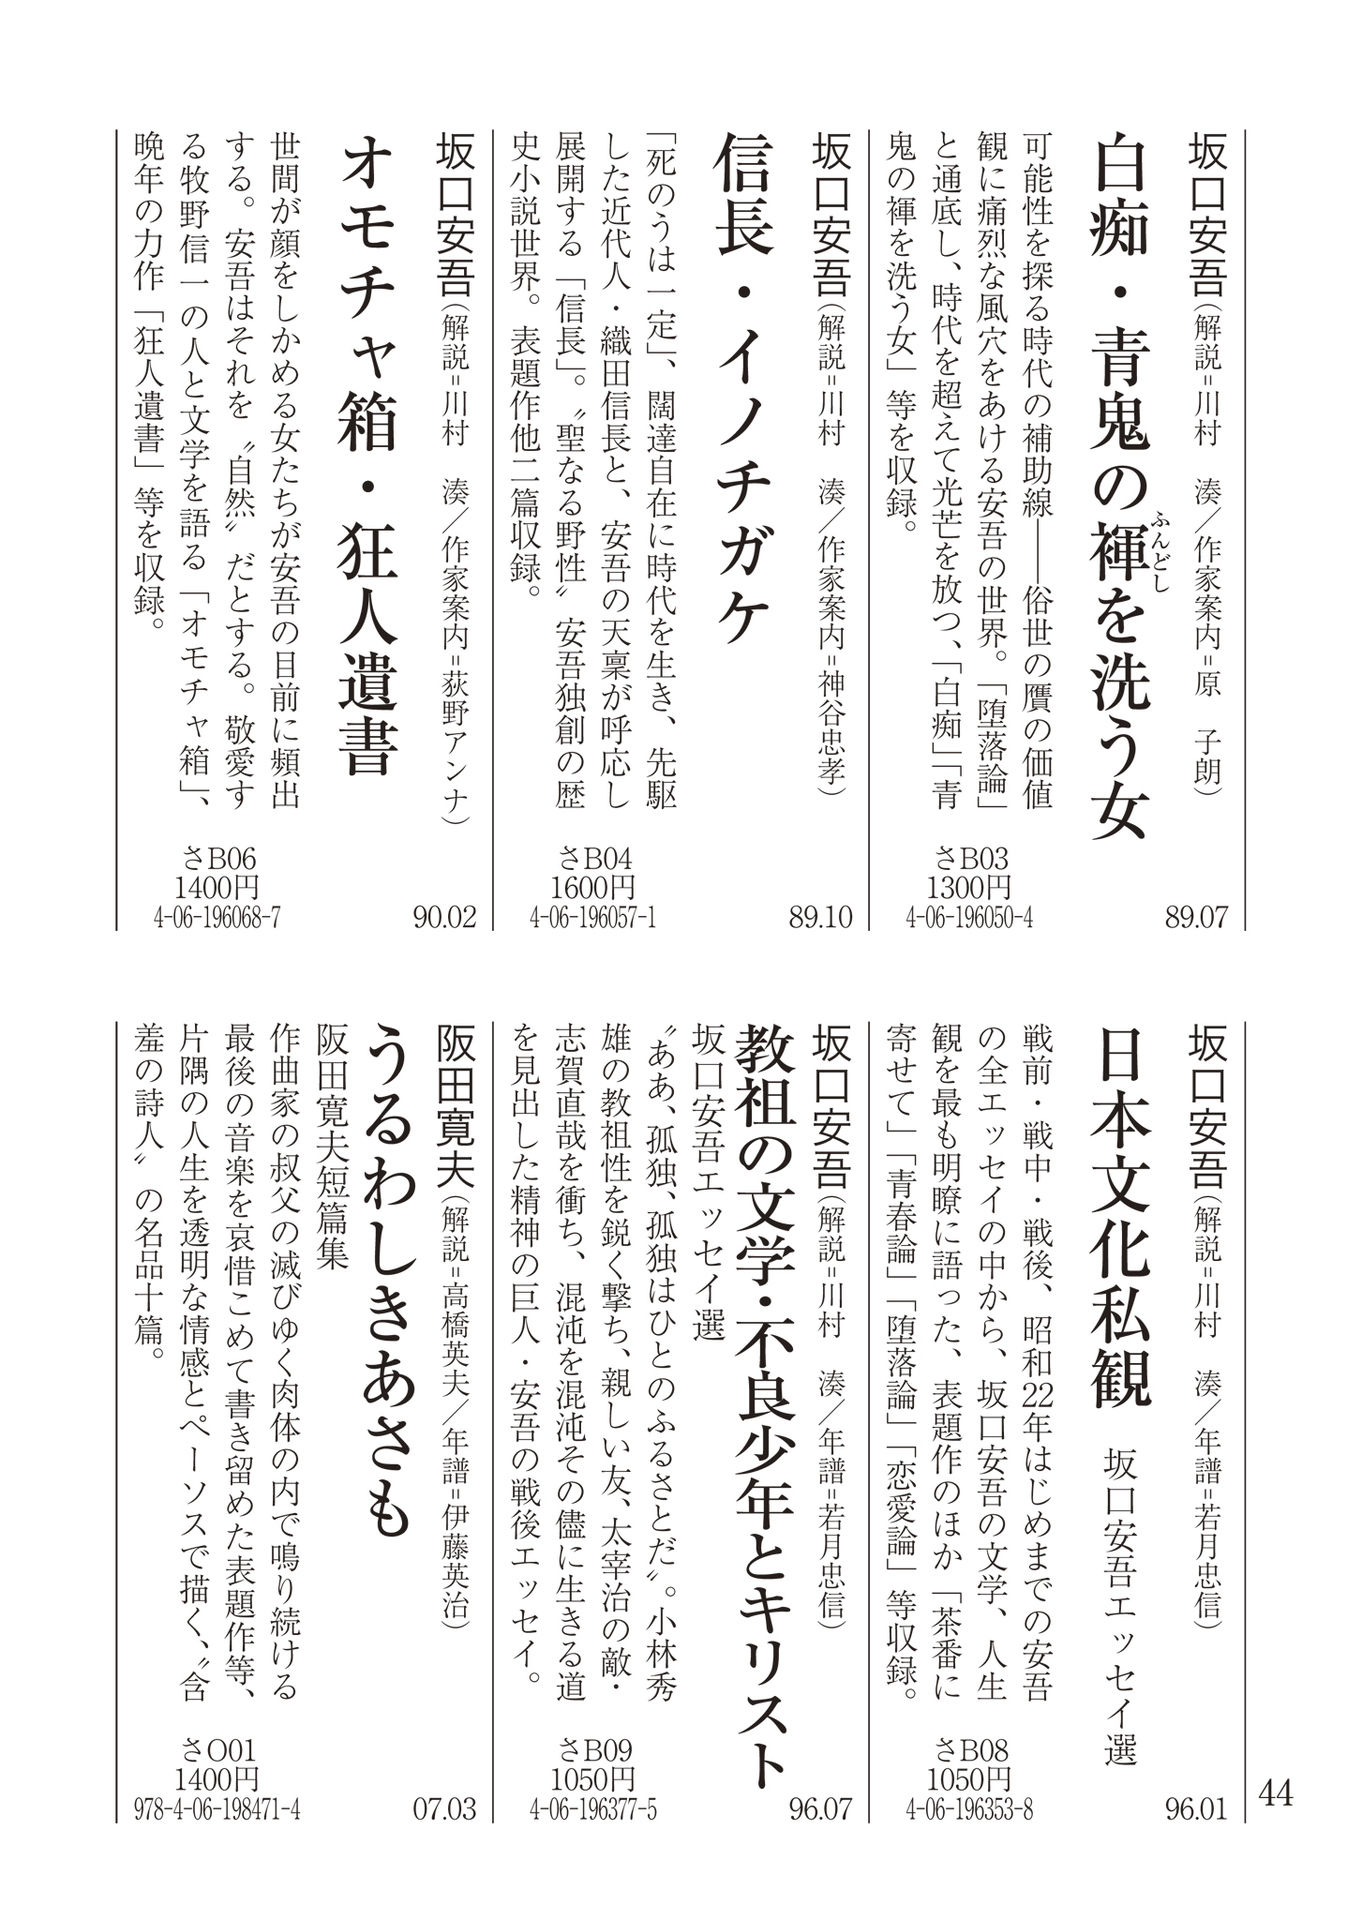 坂口安吾(解説=川村 湊／作家案内=原 子朗)
白痴・青鬼の褌を洗う女
ふんどし
可能性を探る時代の補助線――俗世の贋の価値
観に痛烈な風穴をあける安吾の世界。「堕落論」
と通底し、時代を超えて光芒を放つ、「白痴」「青
鬼の褌を洗う女」等を収録。
さB03
1300円
4-06-196050-4
89.07
坂口安吾(解説=川村 湊／作家案内=神谷忠孝)
信長・イノチガケ
「死のうは一定」、闊達自在に時代を生き、先駆
した近代人・織田信長と、安吾の天稟が呼応し
展開する「信長」。〝聖なる野性〟安吾独創の歴
史小説世界。表題作他二篇収録。
さB04
1600円
4-06-196057-1
89.10
坂口安吾(解説=川村 湊／作家案内=荻野アンナ)
オモチャ箱・狂人遺書
世間が顔をしかめる女たちが安吾の目前に頻出
する。安吾はそれを〝自然〟だとする。敬愛す
る牧野信一の人と文学を語る「オモチャ箱」、
晩年の力作「狂人遺書」等を収録。
さB06
1400円
4-06-196068-7
90.02
坂口安吾(解説=川村 湊／年譜=若月忠信)
日本文化私観 坂口安吾エッセイ選
戦前・戦中・戦後、昭和22年はじめまでの安吾
の全エッセイの中から、坂口安吾の文学、人生
観を最も明瞭に語った、表題作のほか「茶番に
寄せて」「青春論」「堕落論」「恋愛論」等収録。
さB08
1050円
4-06-196353-8
96.01
坂口安吾(解説=川村 湊／年譜=若月忠信)
教祖の文学・不良少年とキリスト
坂口安吾エッセイ選
〝ああ、孤独、孤独はひとのふるさとだ〟。小林秀
雄の教祖性を鋭く撃ち、親しい友、太宰治の敵・
志賀直哉を衝ち、混沌を混沌その儘に生きる道
を見出した精神の巨人・安吾の戦後エッセイ。
さB09
1050円
4-06-196377-5
96.07
阪田寛夫(解説=高橋英夫／年譜=伊藤英治)
うるわしきあさも
阪田寛夫短篇集
作曲家の叔父の滅びゆく肉体の内で鳴り続ける
最後の音楽を哀惜こめて書き留めた表題作等、
片隅の人生を透明な情感とペーソスで描く、〝含
羞の詩人〟の名品十篇。
さO01
1400円
978-4-06-198471-4
07.03
44